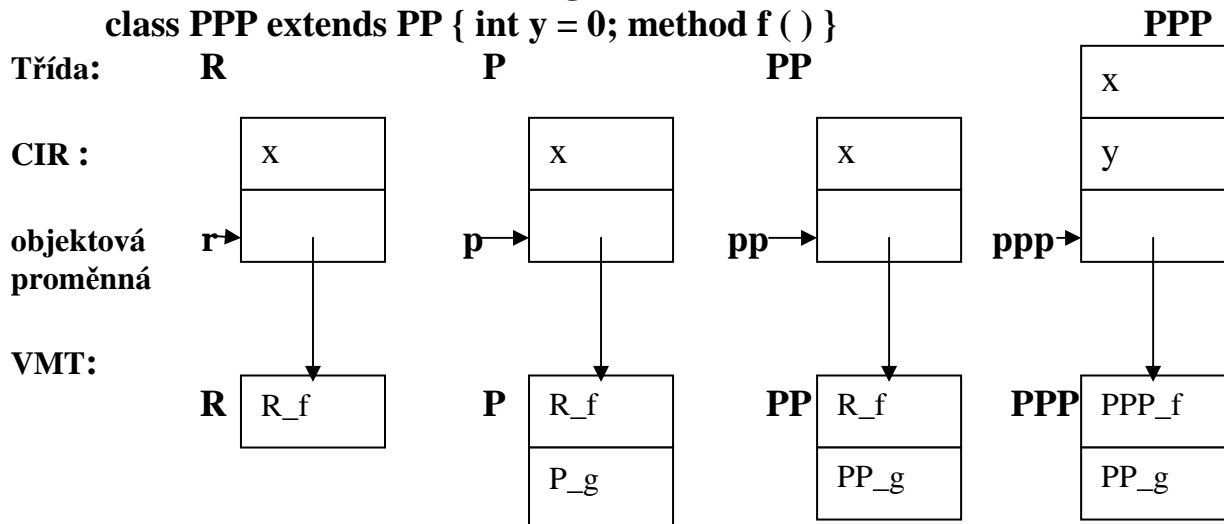 class PPP extends PP { int y = 0; method f ( ) }
Třída: R P PP PPP
x
CIR : x x x y
objektová r p pp ppp
proměnná
VMT:
R R_f P R_f PP R_f PPP PPP_f
P_g PP_g PP_g